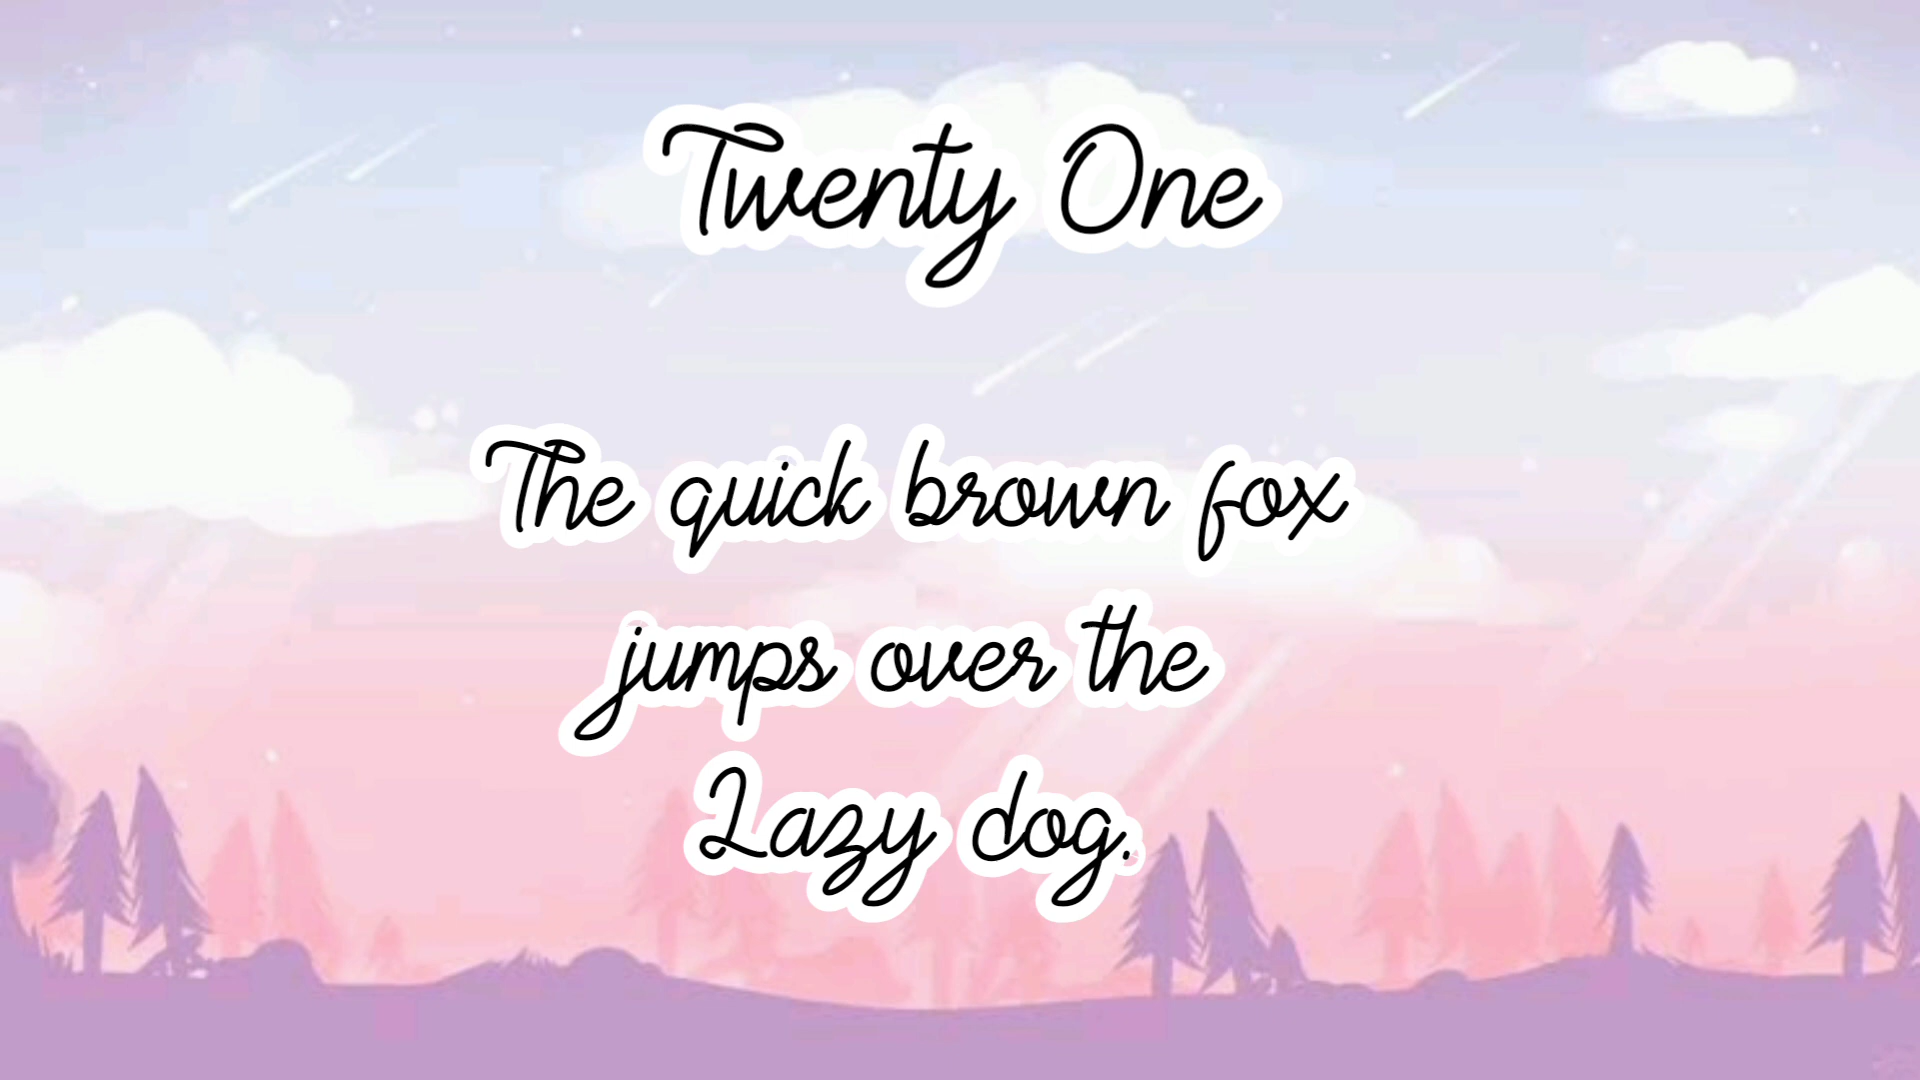 Twenty One
The quick brown fox
jumps over the
Lazy dog.